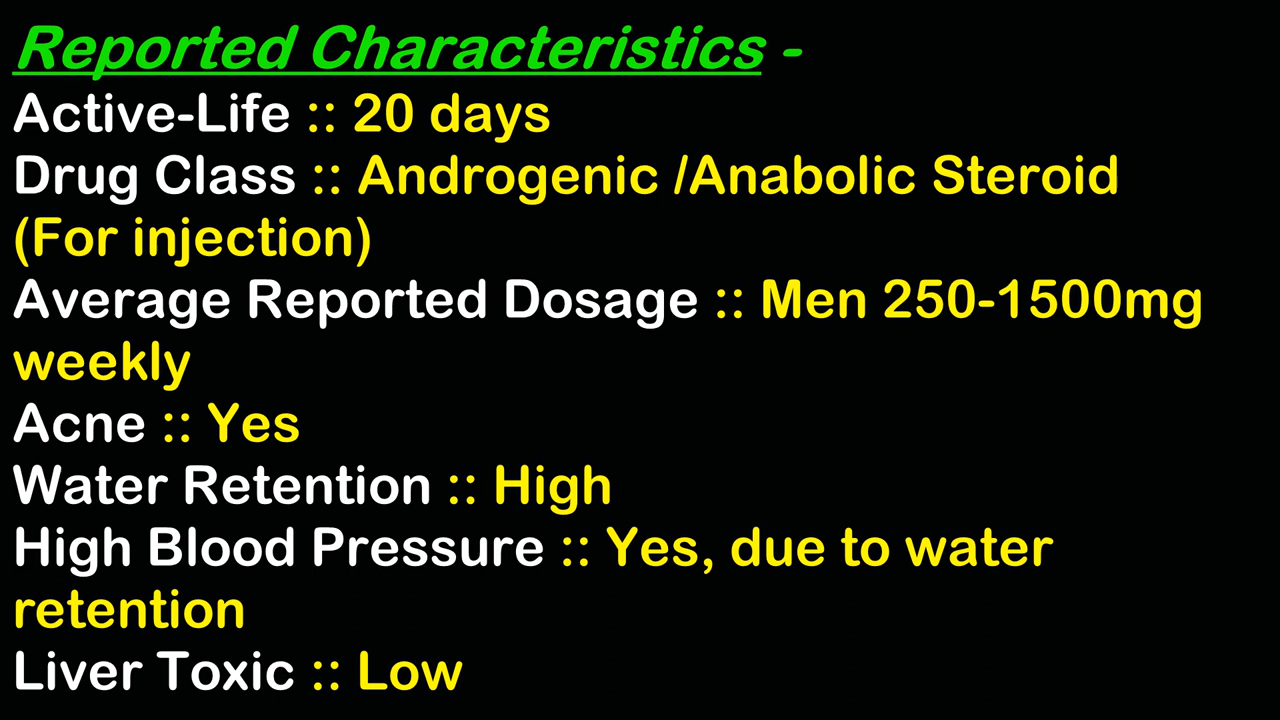 Reported Characteristics -
Active-Life :: 20 days
Drug Class :: Androgenic /Anabolic Steroid
(For injection)
Average Reported Dosage :: Men 250-1500mg
weekly
Acne :: Yes
Water Retention :: High
High Blood Pressure :: Yes, due to water
retention
Liver Toxic :: Low